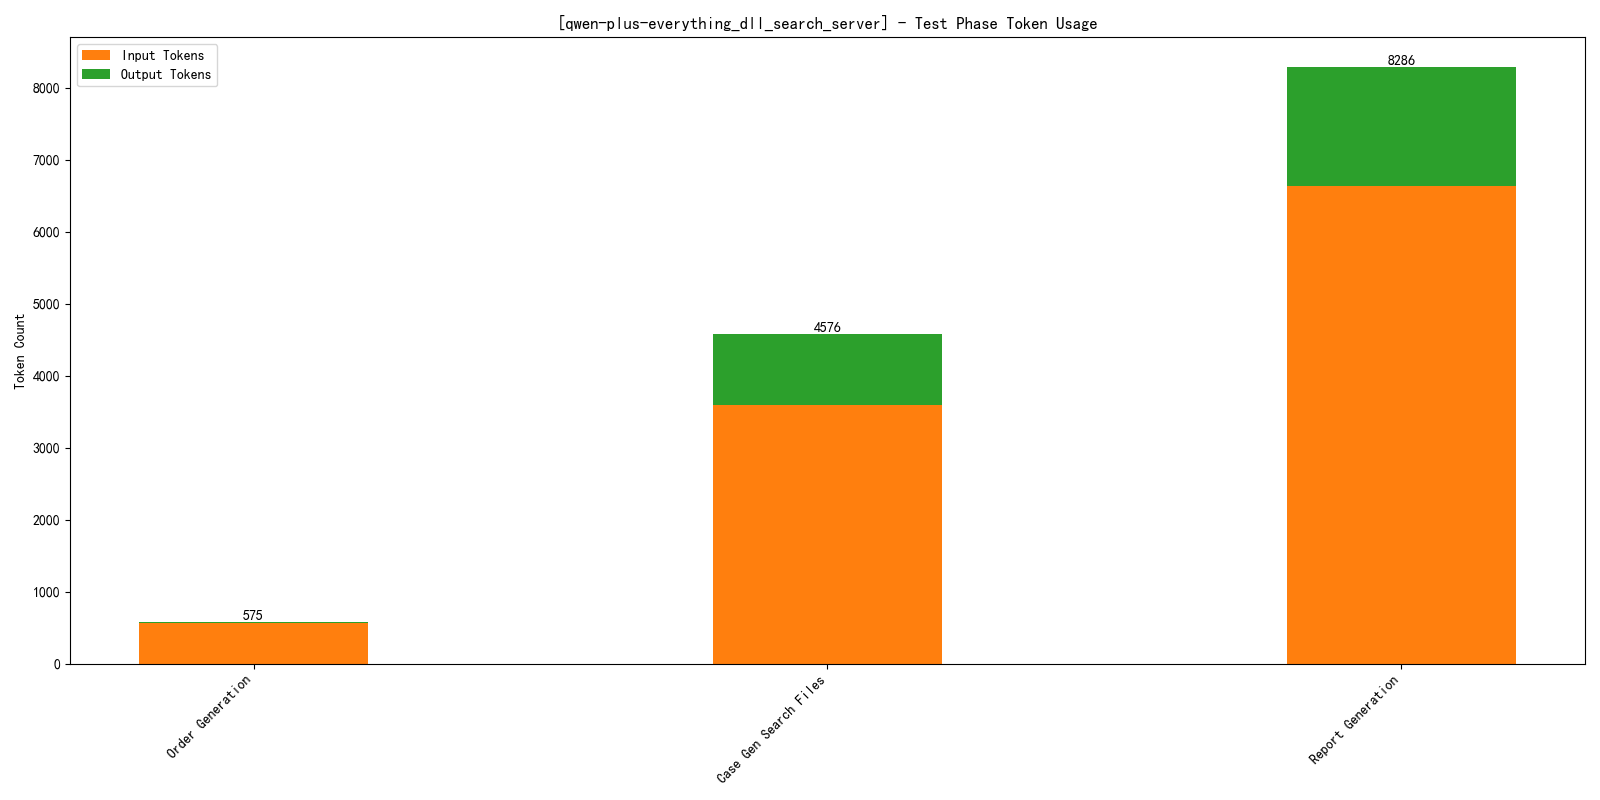 [qwen-plus-everything_dll_search_server] - Test Phase Token Usage
Input Tokens
Output Tokens
Token Count
8000
7000
6000
5000
4000
3000
2000
1000
0
575
4576
8286
Order Generation
Case Gen Search Files
Report Generation